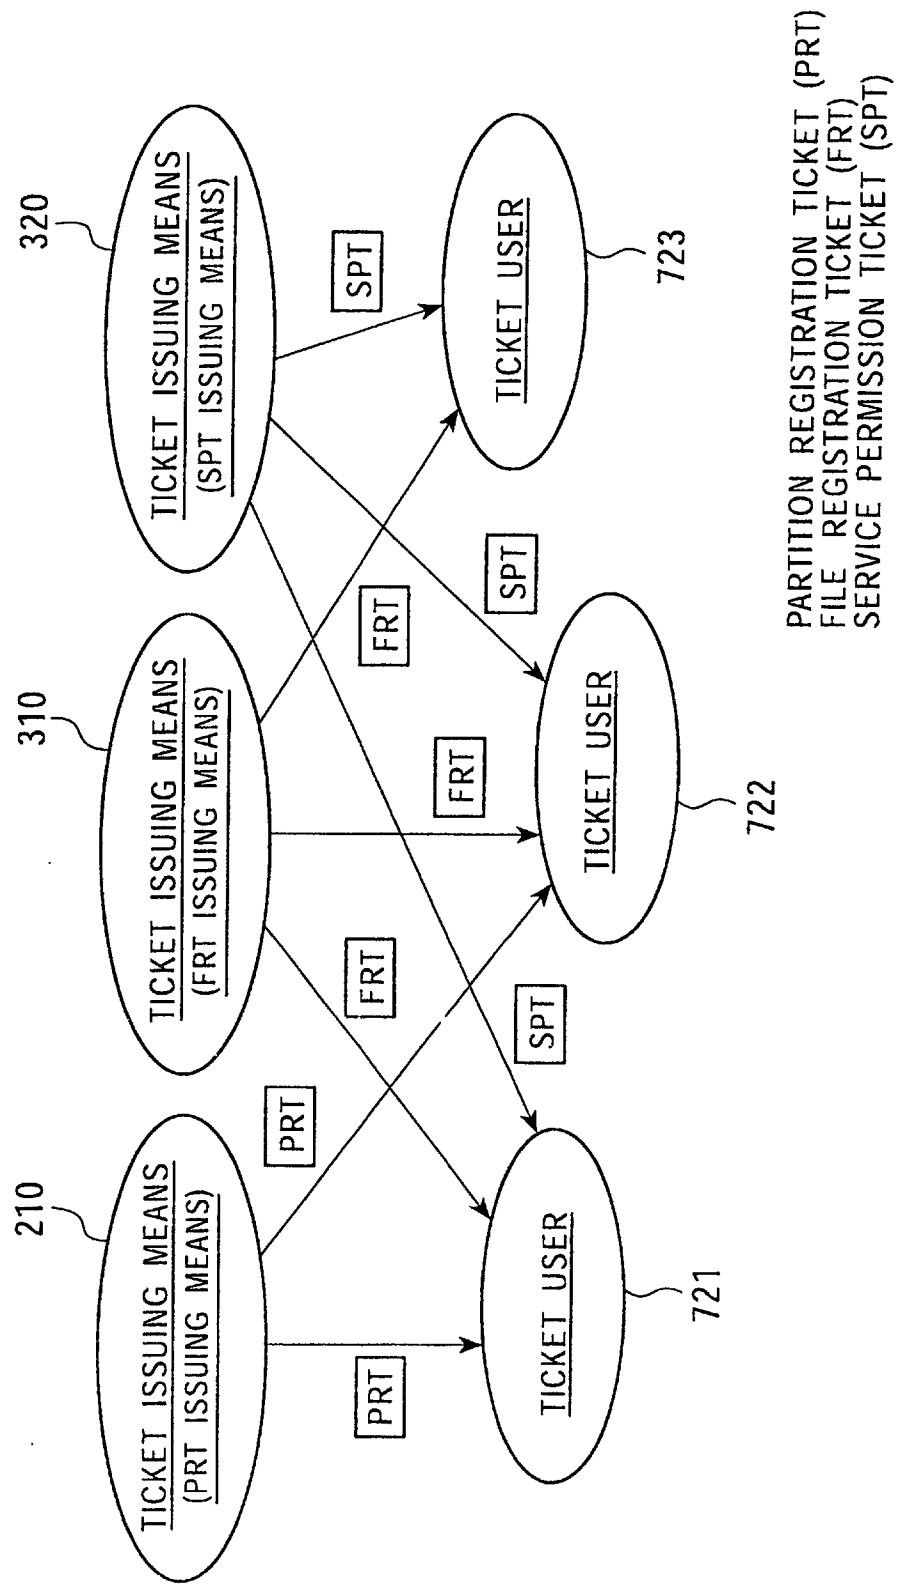 210
TICKET ISSUING MEANS
(PRT ISSUING MEANS)
310
TICKET ISSUING MEANS
(FRT ISSUING MEANS)
320
TICKET ISSUING MEANS
(SPT ISSUING MEANS)
PRT
PRT
FRT
FRT
FRT
SPT
SPT
SPT
TICKET USER
721
TICKET USER
722
TICKET USER
723
PARTITION REGISTRATION TICKET (PRT)
FILE REGISTRATION TICKET (FRT)
SERVICE PERMISSION TICKET (SPT)